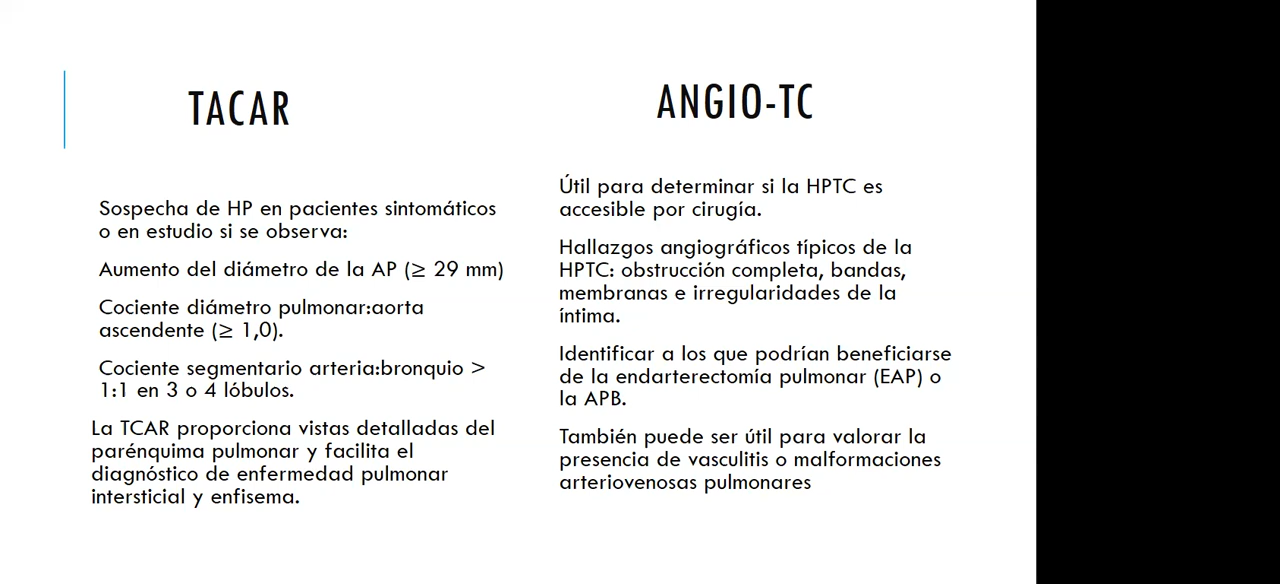 TACAR
Sospecha de HP en pacientes sintomáticos
o en estudio si se observa:
Aumento del diámetro de la AP (≥ 29 mm)
Cociente diámetro pulmonar:aorta
ascendente (≥ 1,0).
Cociente segmentario arteria:bronquio >
1:1 en 3 o 4 lóbulos.
La TCAR proporciona vistas detalladas del
parénquima pulmonar y facilita el
diagnóstico de enfermedad pulmonar
intersticial y enfisema.
ANGIO-TC
Útil para determinar si la HPTC es
accesible por cirugía.
Hallazgos angiográficos típicos de la
HPTC: obstrucción completa, bandas,
membranas e irregularidades de la
íntima.
Identificar a los que podrían beneficiarse
de la endarterectomía pulmonar (EAP) o
la APB.
También puede ser útil para valorar la
presencia de vasculitis o malformaciones
arteriovenosas pulmonares